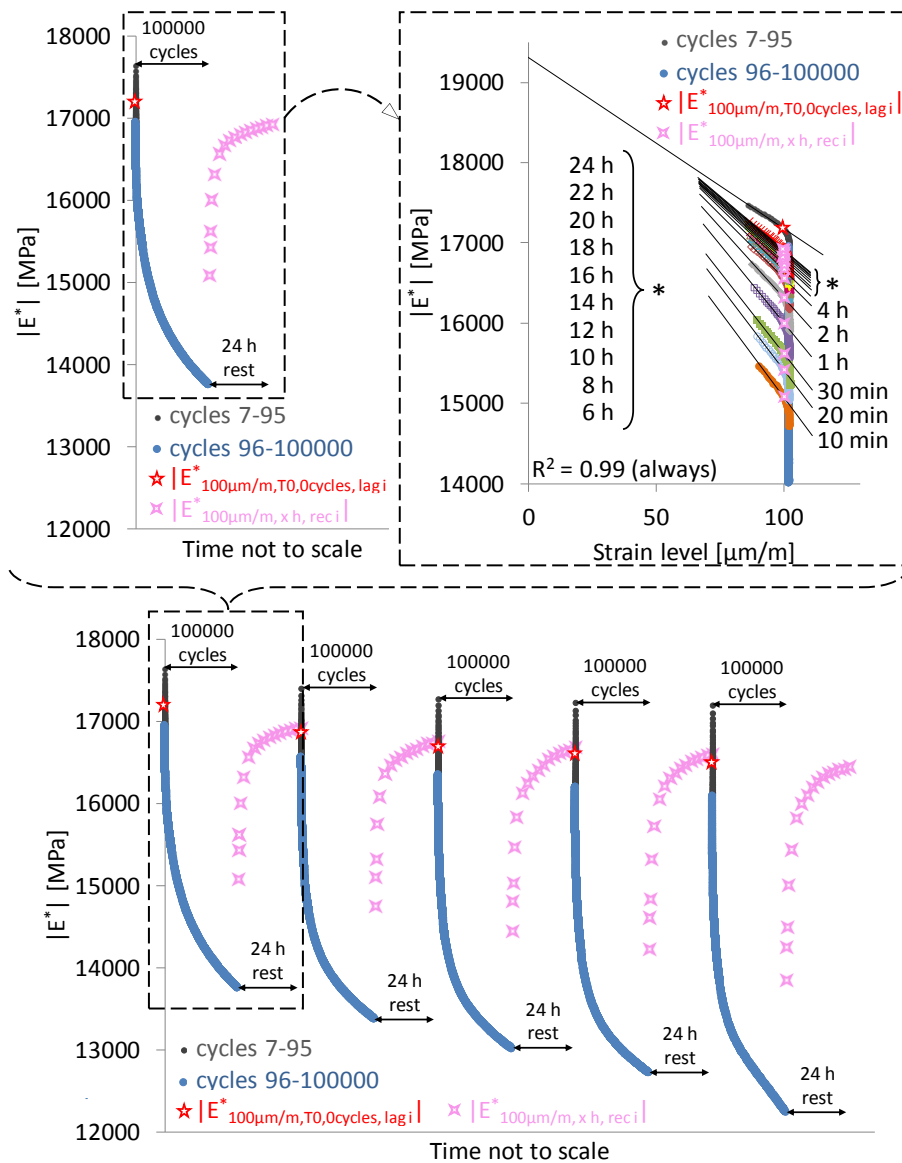 18000
17000
16000
15000
14000
13000
12000
|E*| [MPa]
100000
cycles
24 h
rest
cycles 7-95
cycles 96-100000
|E*100µm/m,T0,0cycles, lag i
|E*100µm/m, x h, rec i|
Time not to scale
19000
18000
17000
16000
15000
14000
|E*| [MPa]
cycles 7-95
cycles 96-100000
|E*100µm/m,T0,0cycles, lag i|
|E*100µm/m, x h, rec i|
24 h
22 h
20 h
18 h
16 h
14 h
12 h
10 h
8 h
6 h
*
*
4 h
2 h
1 h
30 min
20 min
10 min
R² = 0.99 (always)
0
50
100
Strain level [µm/m]
18000
17000
16000
15000
14000
13000
12000
|E*| [MPa]
100000
cycles
100000
cycles
100000
cycles
100000
cycles
100000
cycles
24 h
rest
24 h
rest
24 h
rest
24 h
rest
24 h
rest
cycles 7-95
cycles 96-100000
|E*100µm/m,T0,0cycles, lag i|
|E*100µm/m, x h, rec i|
Time not to scale